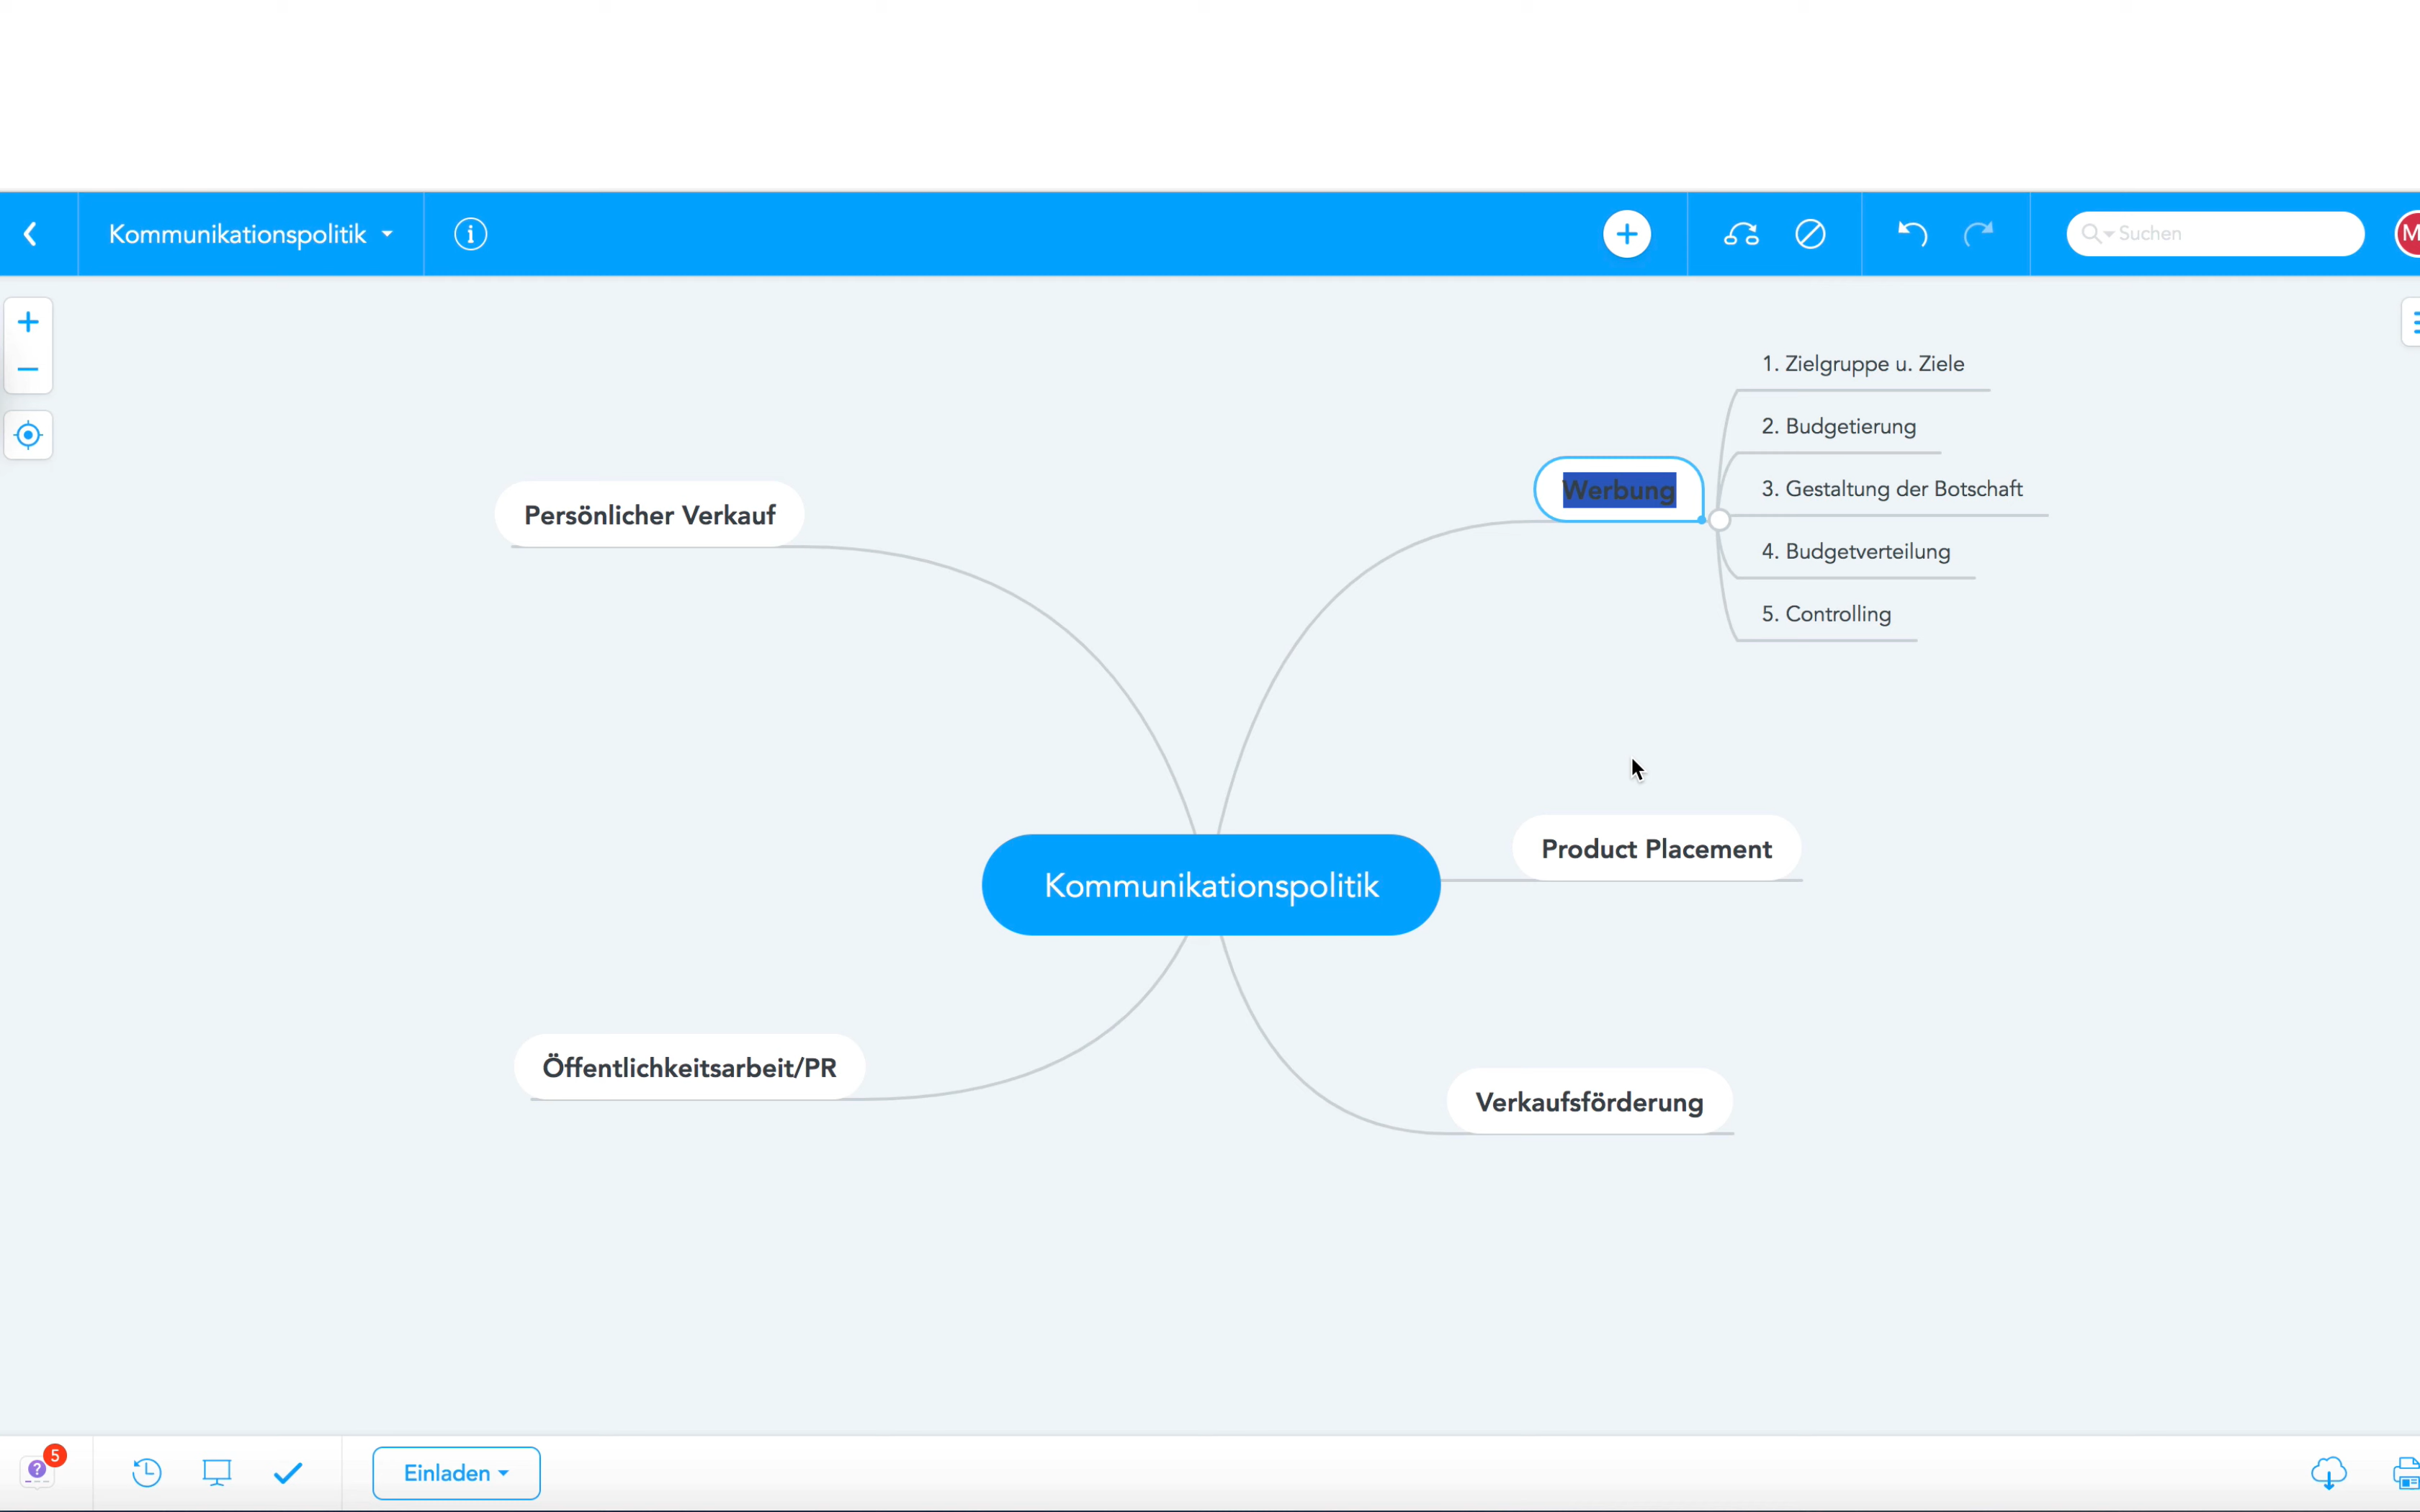 Kommunikationspolitik
Suchen
M
1. Zielgruppe u. Ziele
2. Budgetierung
Werbung
3. Gestaltung der Botschaft
Persönlicher Verkauf
4. Budgetverteilung
5. Controlling
Product Placement
Kommunikationspolitik
Öffentlichkeitsarbeit/PR
Verkaufsförderung
5
Einladen